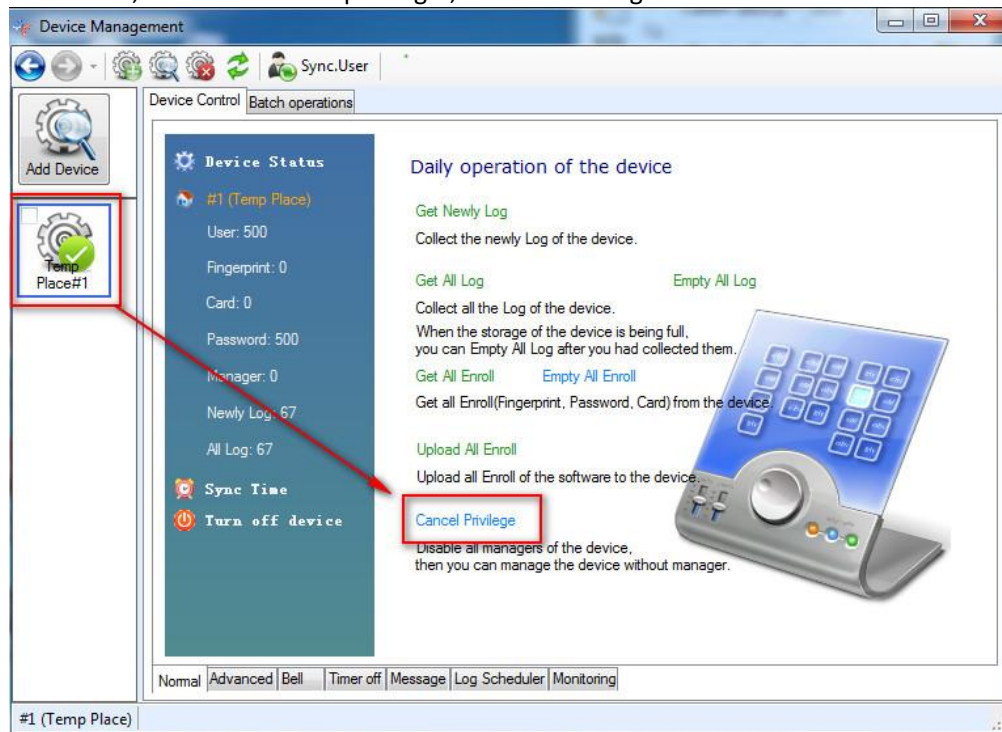 Device Management
Sync.User
Add Device
Temp
Place#1
Device Control Batch operations
Device Status
#1 (Temp Place)
User: 500
Fingerprint: 0
Card: 0
Password: 500
Manager: 0
Newly Log: 67
All Log: 67
Sync Time
Turn off device
Daily operation of the device
Get Newly Log
Collect the newly Log of the device.
Get All Log Empty All Log
Collect all the Log of the device.
When the storage of the device is being full,
you can Empty All Log after you had collected them.
Get All Enroll Empty All Enroll
Get all Enroll(Fingerprint, Password, Card) from the device.
Upload All Enroll
Upload all Enroll of the software to the device.
Cancel Privilege
Disable all managers of the device,
then you can manage the device without manager.
Normal Advanced Bell Timer off Message Log Scheduler Monitoring
#1 (Temp Place)